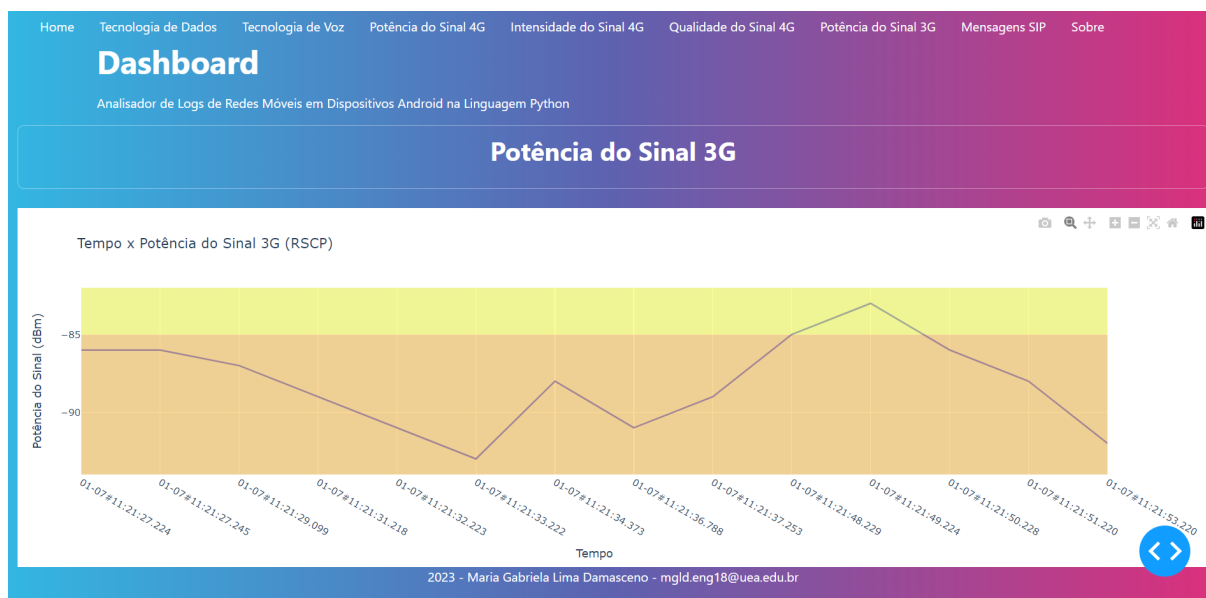 Home Tecnologia de Dados Tecnologia de Voz Potência do Sinal 4G Intensidade do Sinal 4G Qualidade do Sinal 4G Potência do Sinal 3G Mensagens SIP Sobre
Dashboard
Analisador de Logs de Redes Móveis em Dispositivos Android na Linguagem Python
Potência do Sinal 3G
Tempo x Potência do Sinal 3G (RSCP)
Potência do Sinal (dBm)
−85
−90
01-07#11:21:27.224
01-07#11:21:27.245
01-07#11:21:29.099
01-07#11:21:31.218
01-07#11:21:32.223
01-07#11:21:33.222
01-07#11:21:34.373
01-07#11:21:36.788
01-07#11:21:37.253
01-07#11:21:48.229
01-07#11:21:49.224
01-07#11:21:50.228
01-07#11:21:51.220
01-07#11:21:53.220
Tempo
2023 - Maria Gabriela Lima Damasceno - mgld.eng18@uea.edu.br